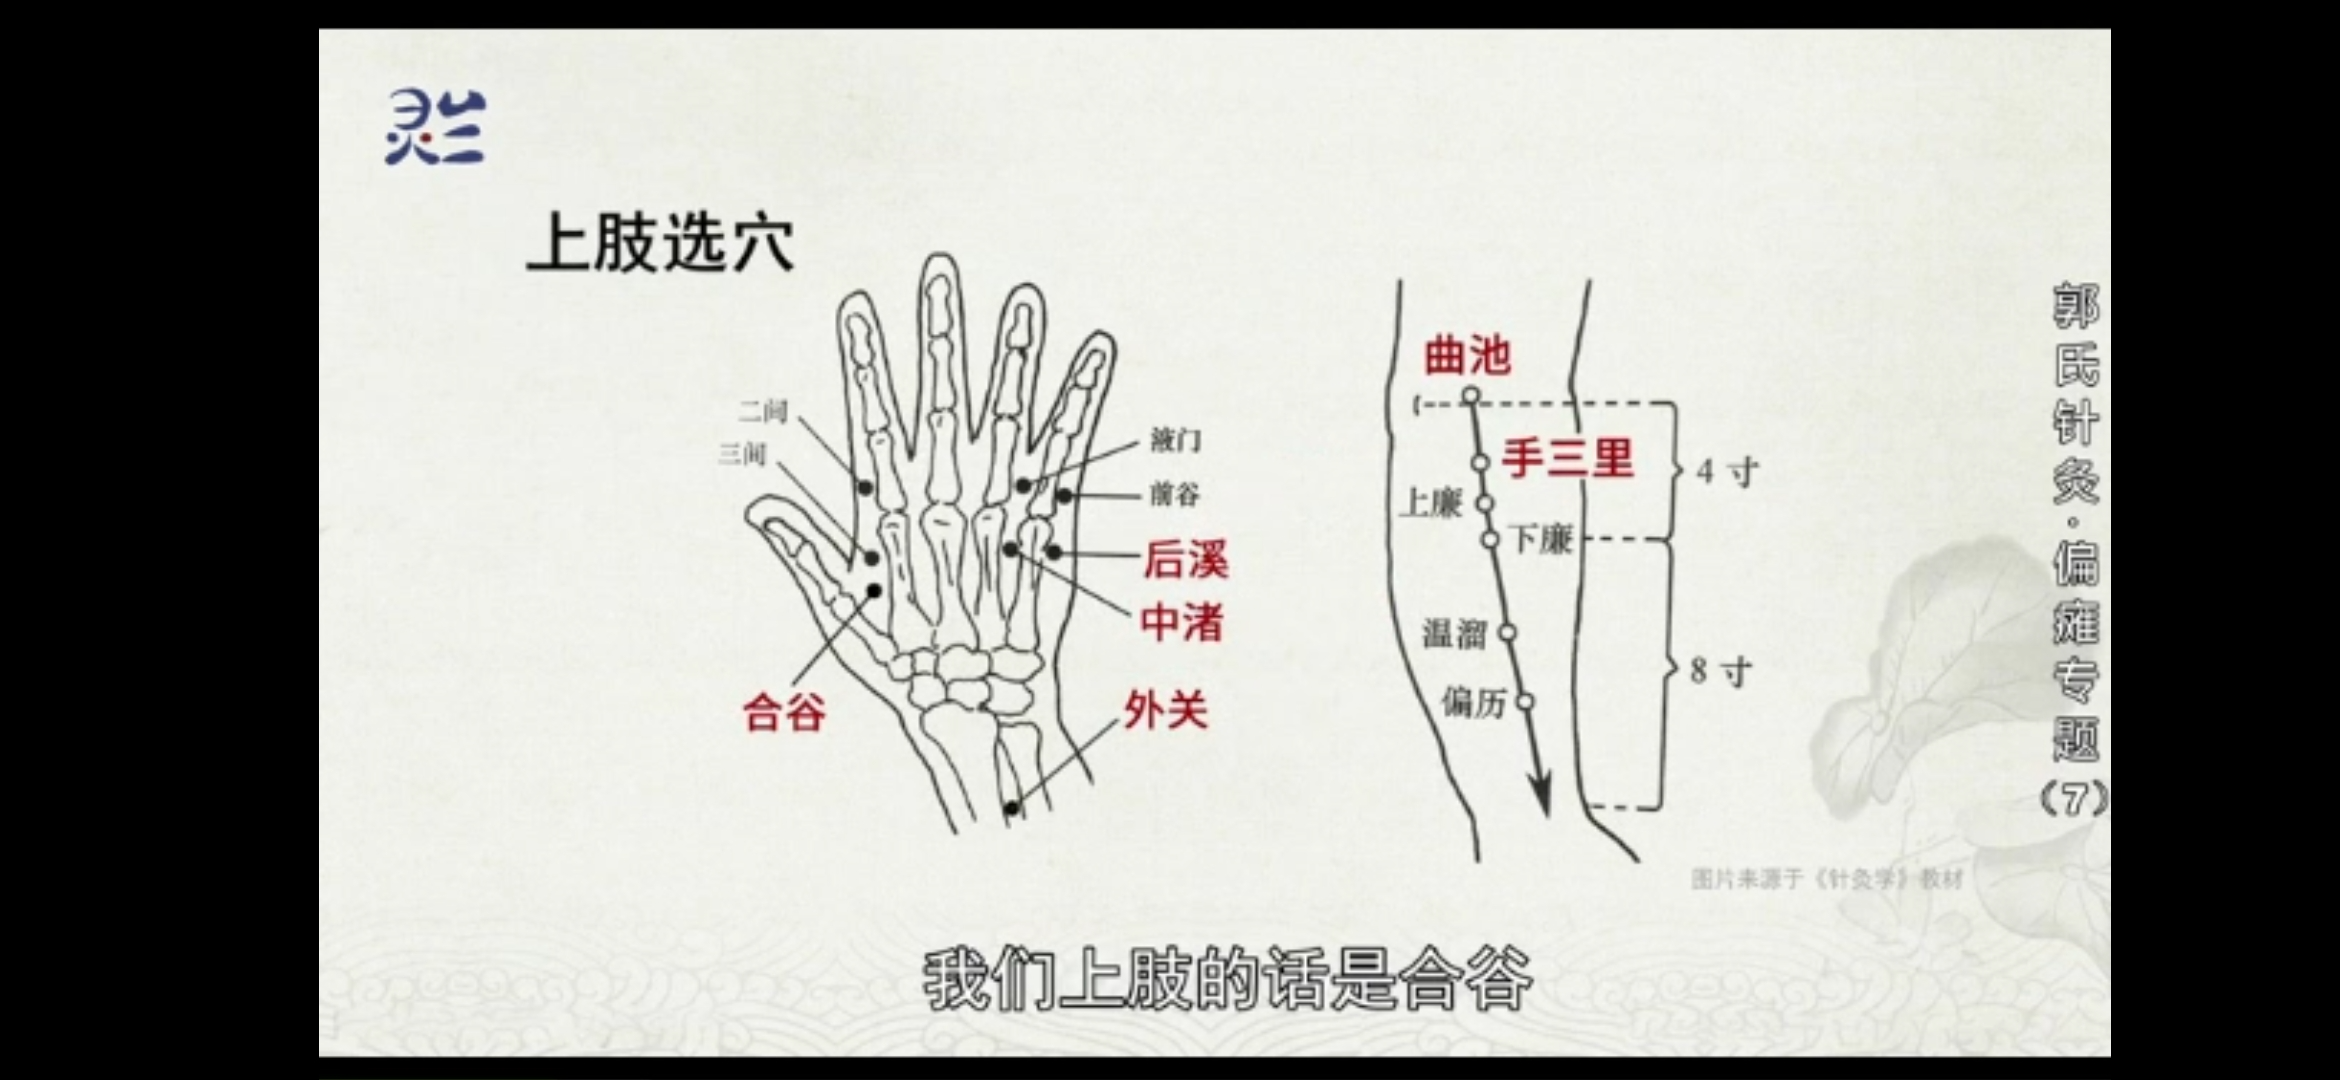 灵兰
上肢选穴
二间
三间
合谷
液门
前谷
后溪
中渚
外关
曲池
手三里
上廉
下廉
温溜
偏历
4 寸
8 寸
郭氏针灸·偏瘫专题(7)
图片来源于《针灸学》教材
我们上肢的话是合谷